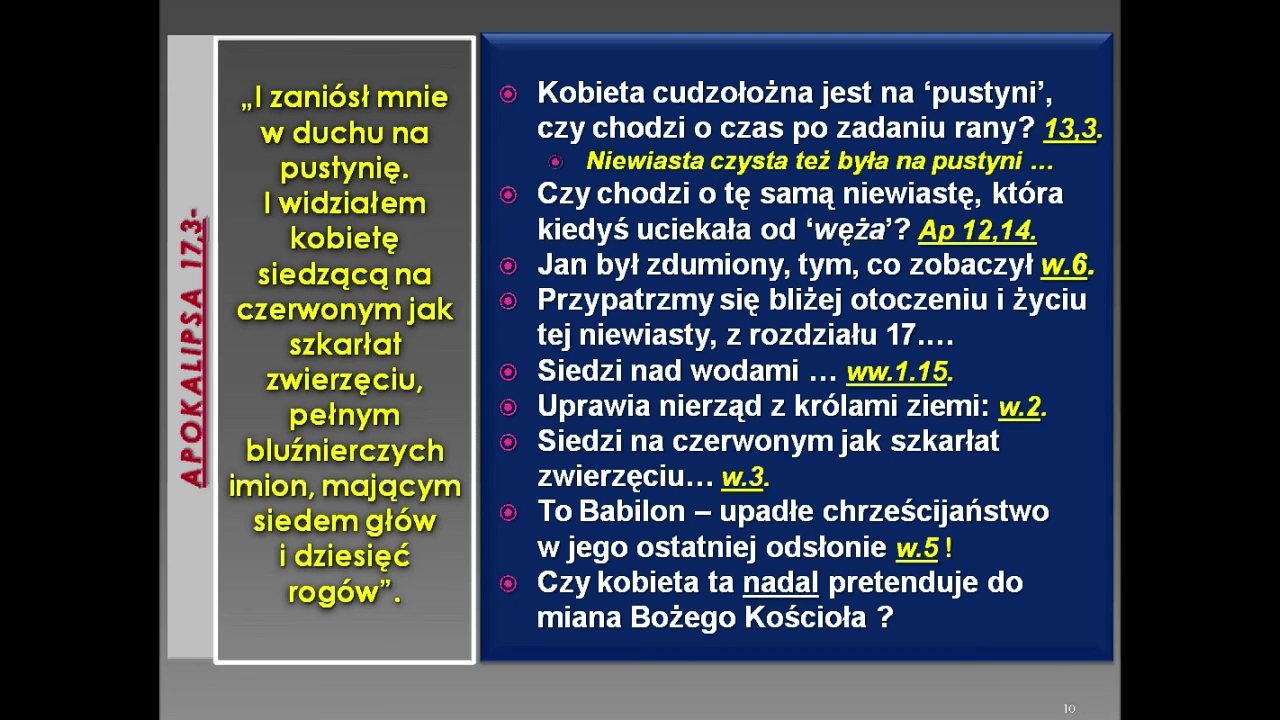 APOKALIPSA 17,3-
„I zaniósł mnie
w duchu na
pustynię.
I widziałem
kobietę
siedzącą na
czerwonym jak
szkarłat
zwierzęciu,
pełnym
bluźnierczych
imion, mającym
siedem głów
i dziesięć
rogów”.
Kobieta cudzołożna jest na ‘pustyni’,
czy chodzi o czas po zadaniu rany? 13,3.
Niewiasta czysta też była na pustyni …
Czy chodzi o tę samą niewiastę, która
kiedyś uciekała od ‘węża’? Ap 12,14.
Jan był zdumiony, tym, co zobaczył w.6.
Przypatrzmy się bliżej otoczeniu i życiu
tej niewiasty, z rozdziału 17.…
Siedzi nad wodami … ww.1.15.
Uprawia nierząd z królami ziemi: w.2.
Siedzi na czerwonym jak szkarłat
zwierzęciu… w.3.
To Babilon – upadłe chrześcijaństwo
w jego ostatniej odsłonie w.5 !
Czy kobieta ta nadal pretenduje do
miana Bożego Kościoła ?
10